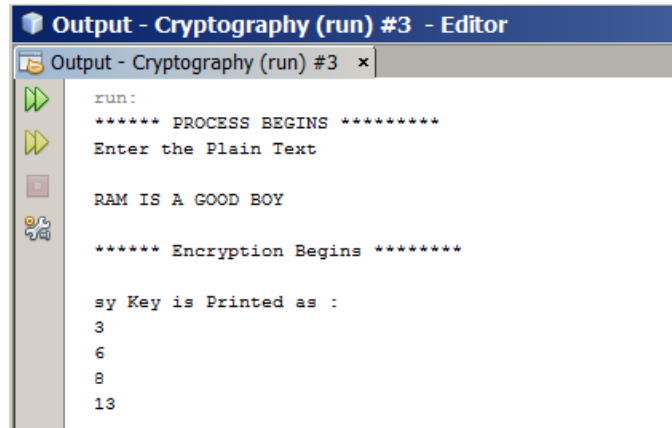 Output - Cryptography (run) #3 - Editor
Output - Cryptography (run) #3 ×
run:
****** PROCESS BEGINS *********
Enter the Plain Text
RAM IS A GOOD BOY
****** Encryption Begins ********
sy Key is Printed as :
3
6
8
13